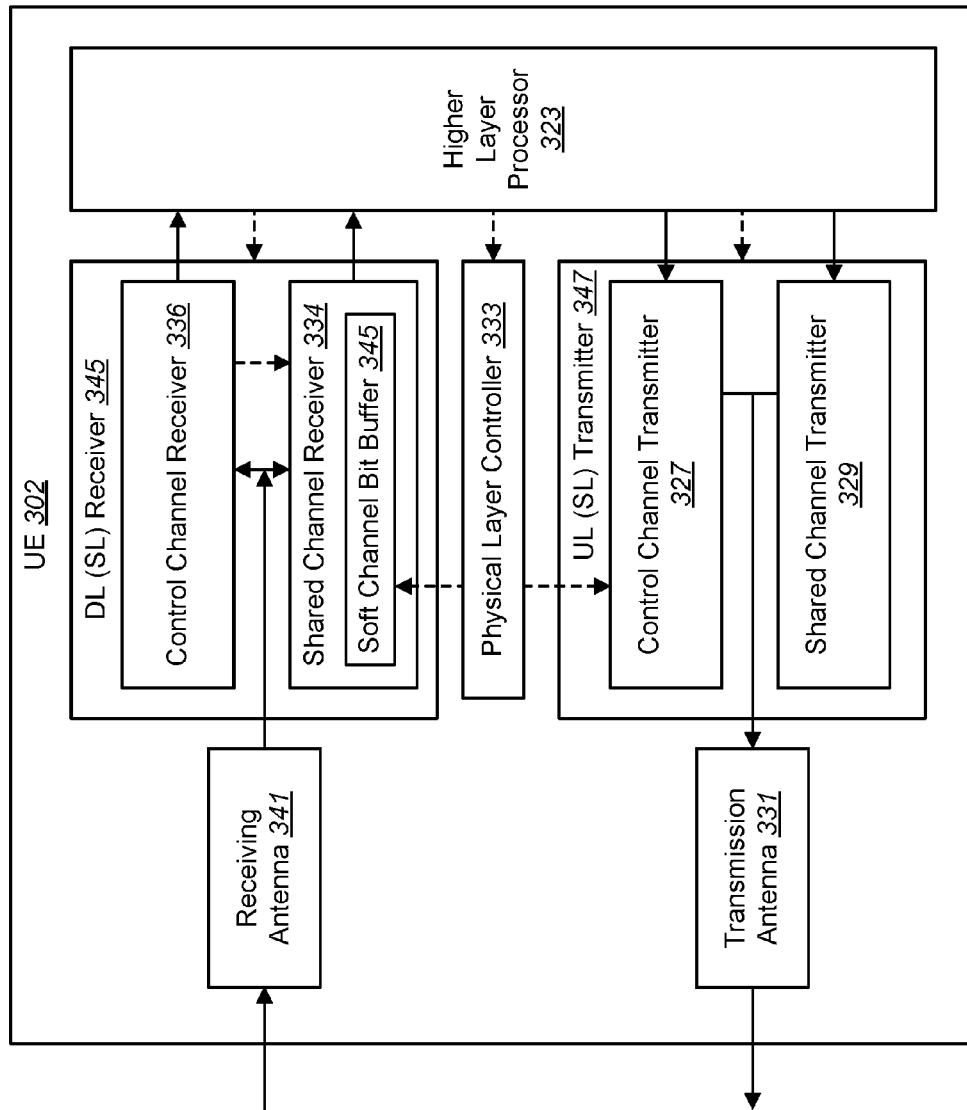 UE 302
DL (SL) Receiver 345
Control Channel Receiver 336
Shared Channel Receiver 334
Soft Channel Bit Buffer 345
Physical Layer Controller 333
UL (SL) Transmitter 347
Control Channel Transmitter
327
Shared Channel Transmitter
329
Higher
Layer
Processor
323
Receiving
Antenna 341
Transmission
Antenna 331